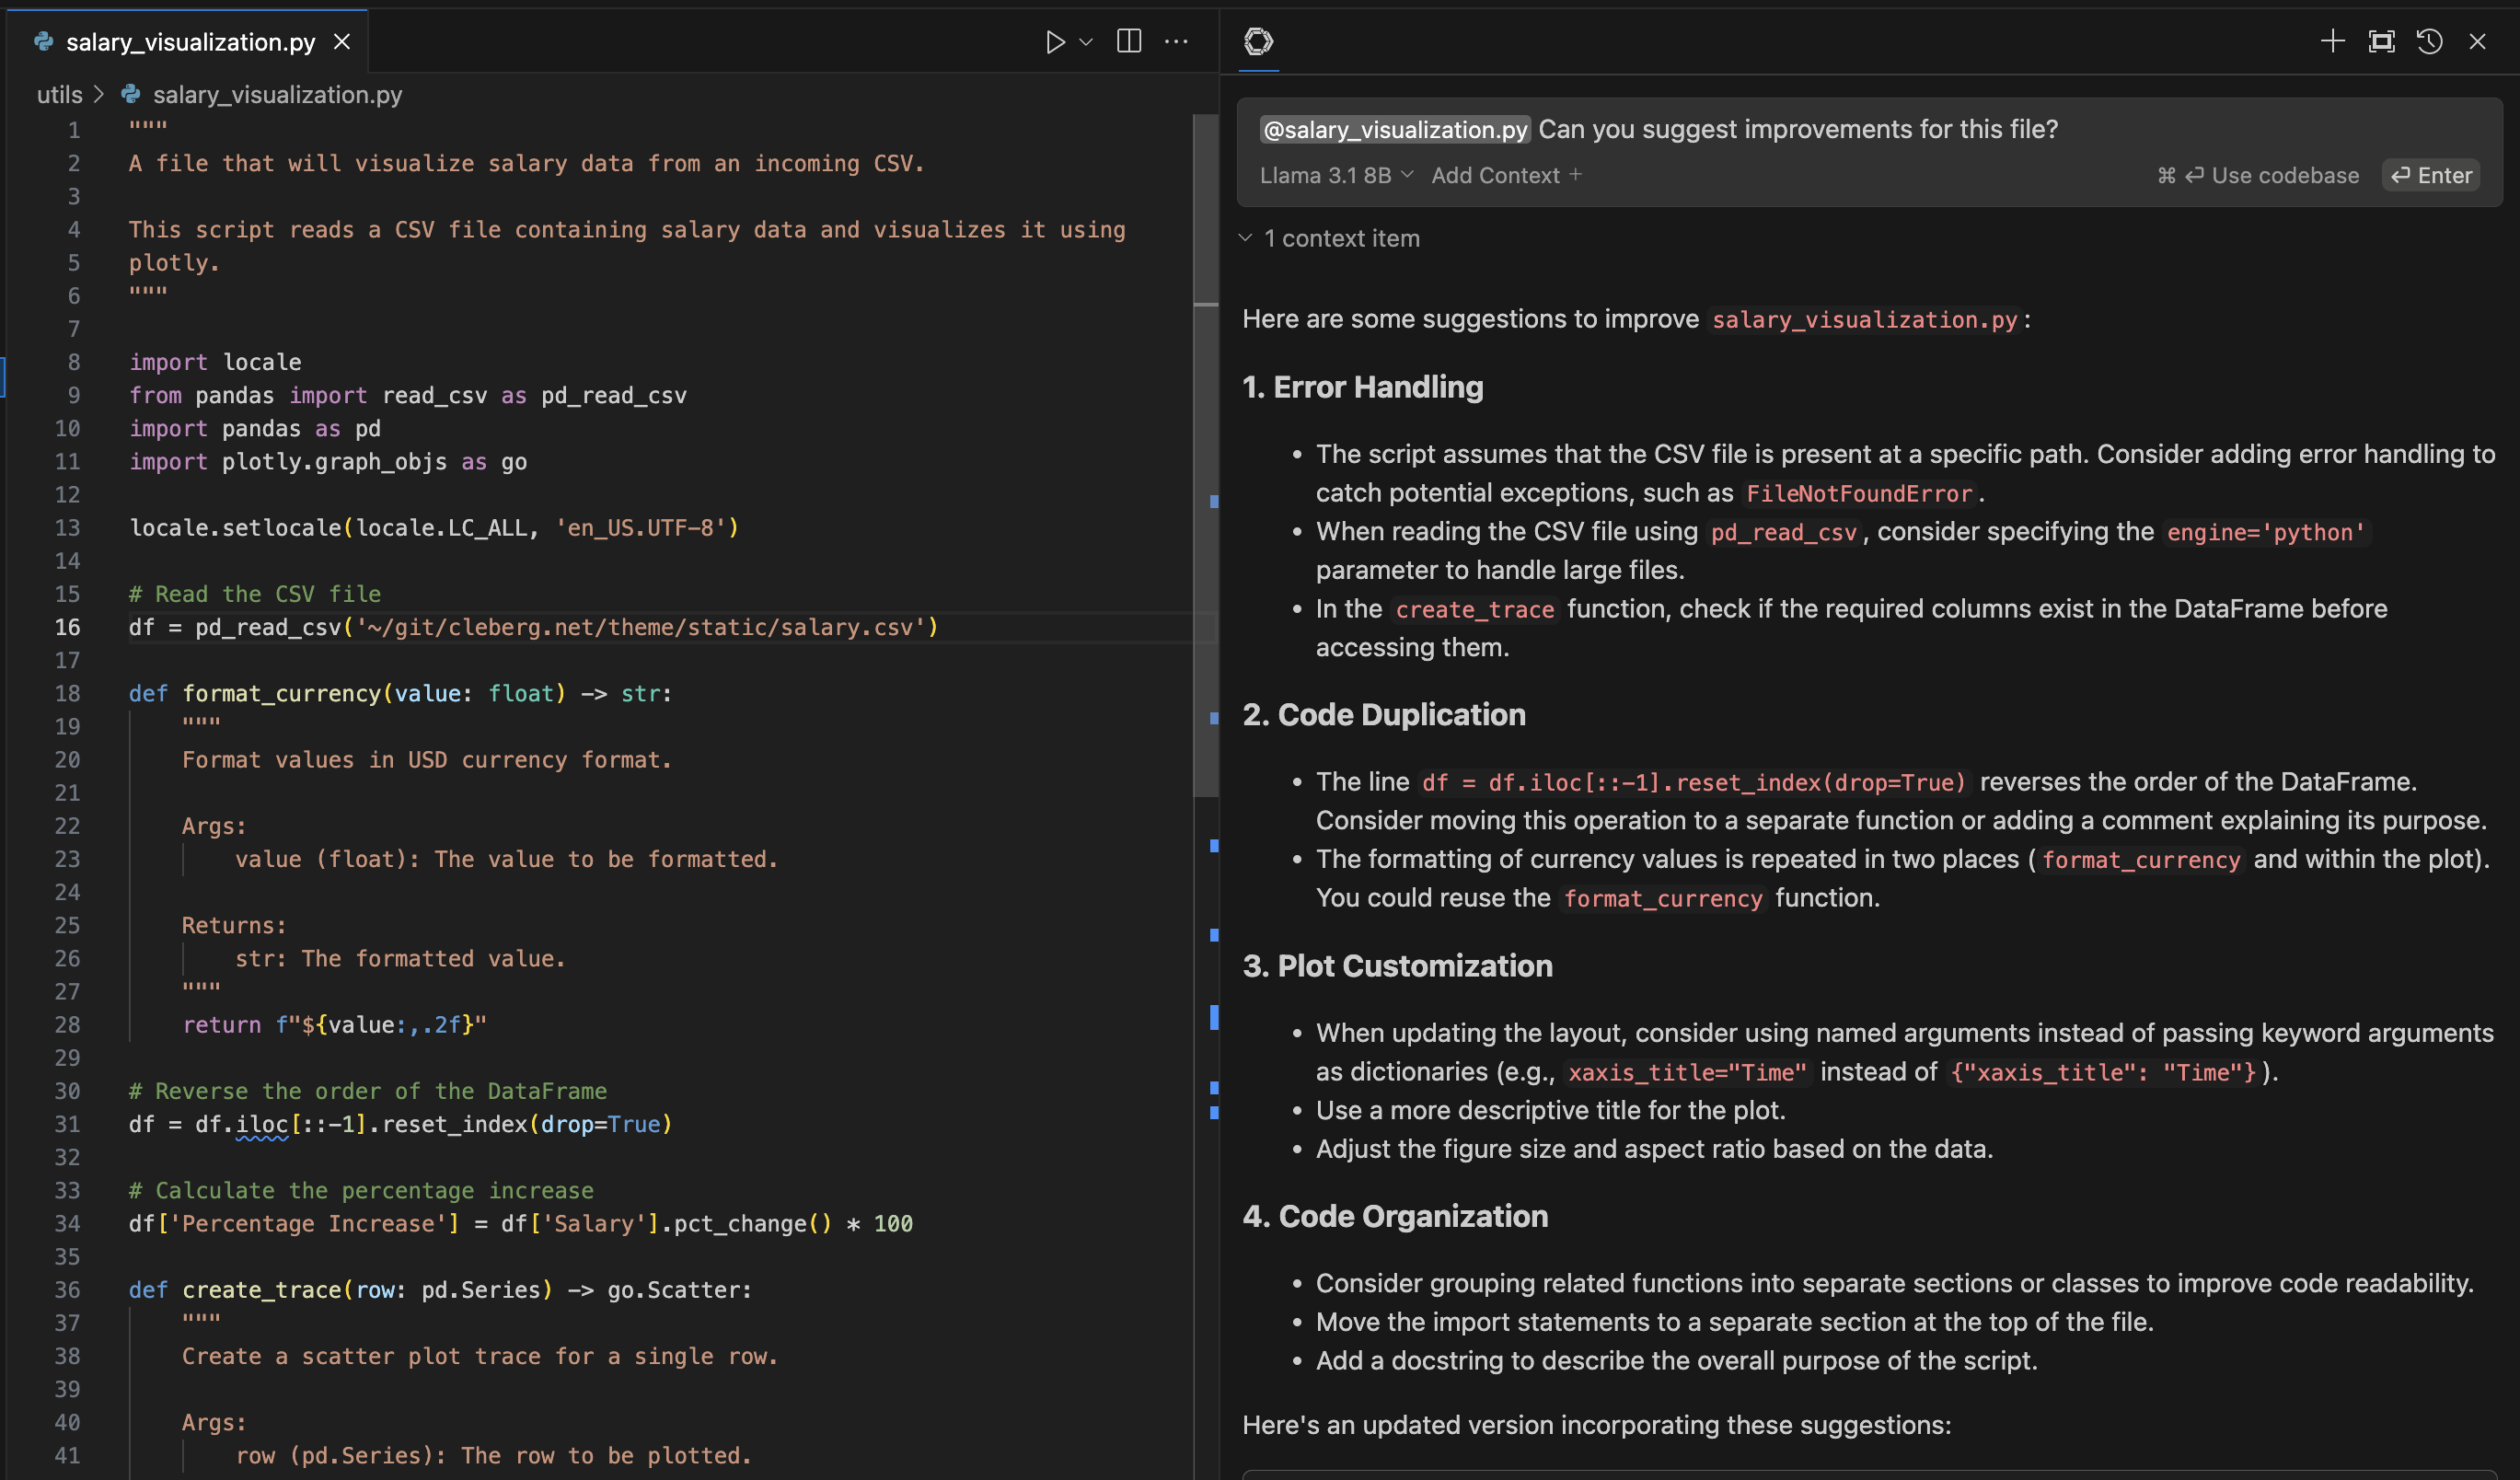 salary_visualization.py
utils > salary_visualization.py
1 """
2 A file that will visualize salary data from an incoming CSV.
3
4 This script reads a CSV file containing salary data and visualizes it using
5 plotly.
6 """
7
8 import locale
9 from pandas import read_csv as pd_read_csv
10 import pandas as pd
11 import plotly.graph_objs as go
12
13 locale.setlocale(locale.LC_ALL, 'en_US.UTF-8')
14
15 # Read the CSV file
16 df = pd_read_csv('~/git/cleberg.net/theme/static/salary.csv')
17
18 def format_currency(value: float) -> str:
19     """
20     Format values in USD currency format.
21
22     Args:
23         value (float): The value to be formatted.
24
25     Returns:
26         str: The formatted value.
27     """
28     return f"${value:,.2f}"
29
30 # Reverse the order of the DataFrame
31 df = df.iloc[::-1].reset_index(drop=True)
32
33 # Calculate the percentage increase
34 df['Percentage Increase'] = df['Salary'].pct_change() * 100
35
36 def create_trace(row: pd.Series) -> go.Scatter:
37     """
38     Create a scatter plot trace for a single row.
39
40     Args:
41         row (pd.Series): The row to be plotted.
@salary_visualization.py Can you suggest improvements for this file?
Llama 3.1 8B Add Context + ⌘ ⏎ Use codebase ⏎ Enter
1 context item
Here are some suggestions to improve salary_visualization.py:
1. Error Handling
• The script assumes that the CSV file is present at a specific path. Consider adding error handling to
catch potential exceptions, such as FileNotFoundError.
• When reading the CSV file using pd_read_csv, consider specifying the engine='python'
parameter to handle large files.
• In the create_trace function, check if the required columns exist in the DataFrame before
accessing them.
2. Code Duplication
• The line df = df.iloc[::-1].reset_index(drop=True) reverses the order of the DataFrame.
Consider moving this operation to a separate function or adding a comment explaining its purpose.
• The formatting of currency values is repeated in two places (format_currency and within the plot).
You could reuse the format_currency function.
3. Plot Customization
• When updating the layout, consider using named arguments instead of passing keyword arguments
as dictionaries (e.g., xaxis_title="Time" instead of {"xaxis_title": "Time"}).
• Use a more descriptive title for the plot.
• Adjust the figure size and aspect ratio based on the data.
4. Code Organization
• Consider grouping related functions into separate sections or classes to improve code readability.
• Move the import statements to a separate section at the top of the file.
• Add a docstring to describe the overall purpose of the script.
Here's an updated version incorporating these suggestions: